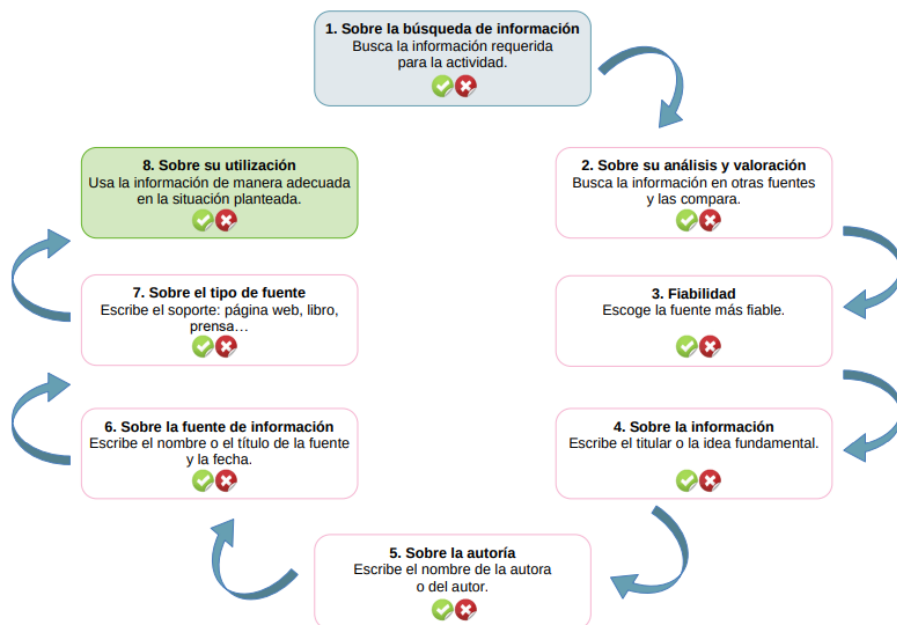 1. Sobre la búsqueda de información
Busca la información requerida
para la actividad.
2. Sobre su análisis y valoración
Busca la información en otras fuentes
y las compara.
3. Fiabilidad
Escoge la fuente más fiable.
4. Sobre la información
Escribe el titular o la idea fundamental.
5. Sobre la autoría
Escribe el nombre de la autora
o del autor.
6. Sobre la fuente de información
Escribe el nombre o el título de la fuente
y la fecha.
7. Sobre el tipo de fuente
Escribe el soporte: página web, libro,
prensa…
8. Sobre su utilización
Usa la información de manera adecuada
en la situación planteada.